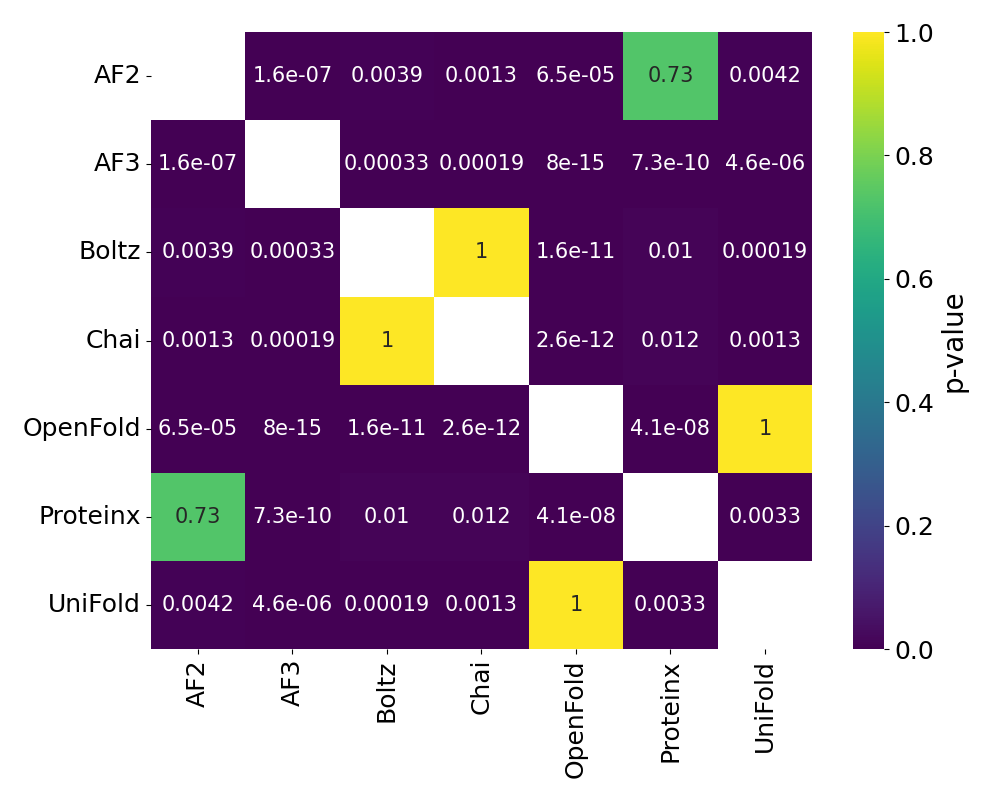 AF2 1.6e-07 0.0039 0.0013 6.5e-05 0.73 0.0042
AF3 1.6e-07 0.00033 0.00019 8e-15 7.3e-10 4.6e-06
Boltz 0.0039 0.00033 1 1.6e-11 0.01 0.00019
Chai 0.0013 0.00019 1 2.6e-12 0.012 0.0013
OpenFold 6.5e-05 8e-15 1.6e-11 2.6e-12 4.1e-08 1
Proteinx 0.73 7.3e-10 0.01 0.012 4.1e-08 0.0033
UniFold 0.0042 4.6e-06 0.00019 0.0013 1 0.0033
AF2 AF3 Boltz Chai OpenFold Proteinx UniFold
1.0
0.8
0.6
0.4
0.2
0.0
p-value